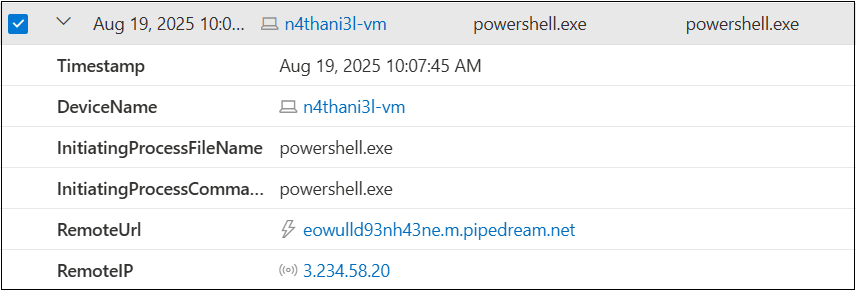 Aug 19, 2025 10:0... n4thani3l-vm powershell.exe powershell.exe
Timestamp Aug 19, 2025 10:07:45 AM
DeviceName n4thani3l-vm
InitiatingProcessFileName powershell.exe
InitiatingProcessComma... powershell.exe
RemoteUrl eowulld93nh43ne.m.pipedream.net
RemoteIP 3.234.58.20